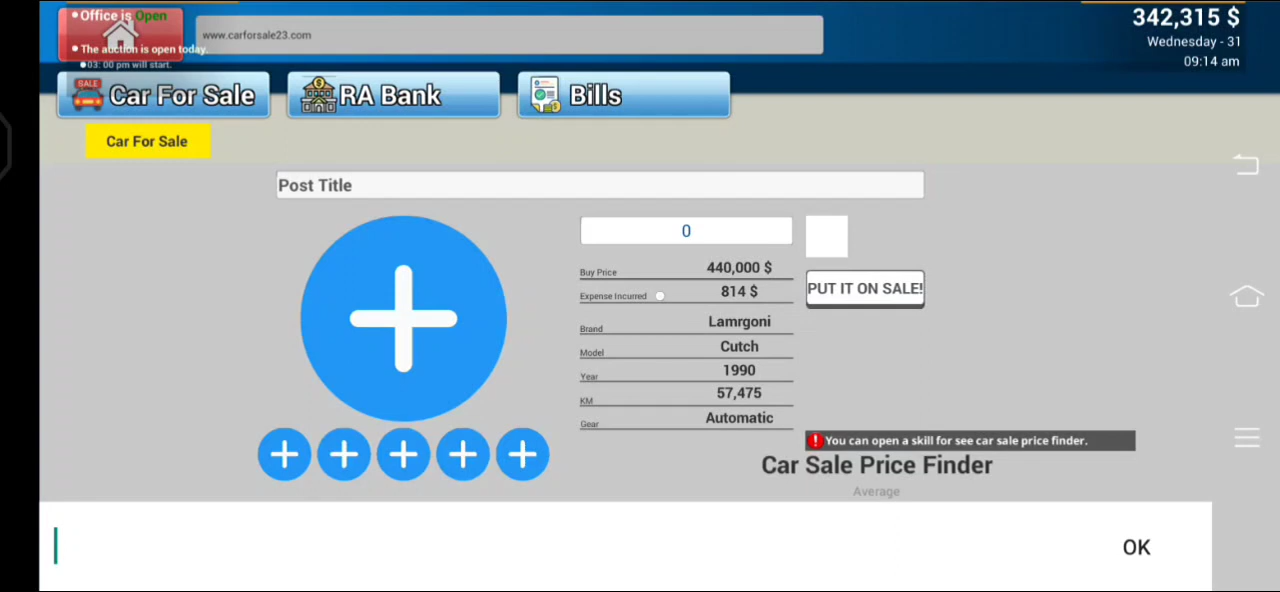 Office is Open
The auction is open today.
03: 00 pm will start.
www.carforsale23.com
342,315 $
Wednesday - 31
09:14 am
SALE
Car For Sale
RA Bank
Bills
Car For Sale
Post Title
0
Buy Price 440,000 $
Expense Incurred 814 $
Brand Lamrgoni
Model Cutch
Year 1990
KM 57,475
Gear Automatic
PUT IT ON SALE!
You can open a skill for see car sale price finder.
Car Sale Price Finder
Average
OK